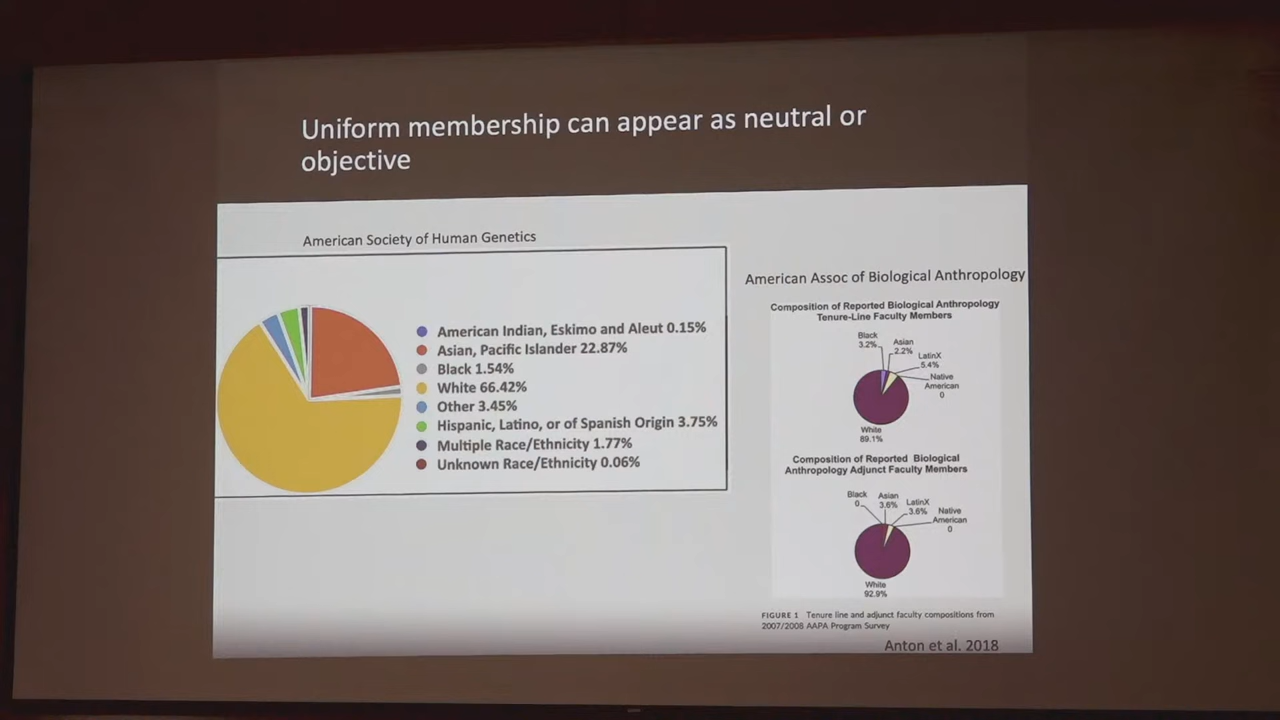 Uniform membership can appear as neutral or
objective
American Society of Human Genetics
American Indian, Eskimo and Aleut 0.15%
Asian, Pacific Islander 22.87%
Black 1.54%
White 66.42%
Other 3.45%
Hispanic, Latino, or of Spanish Origin 3.75%
Multiple Race/Ethnicity 1.77%
Unknown Race/Ethnicity 0.06%
American Assoc of Biological Anthropology
Composition of Reported Biological Anthropology
Tenure-Line Faculty Members
Black
3.2%
Asian
2.2%
LatinX
5.4%
Native
American
0
White
89.1%
Composition of Reported Biological
Anthropology Adjunct Faculty Members
Black
0
Asian
3.6%
LatinX
3.6%
Native
American
0
White
92.9%
FIGURE 1 Tenure line and adjunct faculty compositions from
2007/2008 AAPA Program Survey
Anton et al. 2018